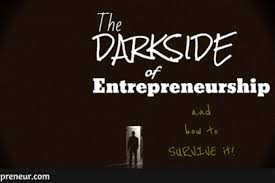 The
DARKSIDE
of
Entrepreneurship
and
how to
SURVIVE it!
preneur.com